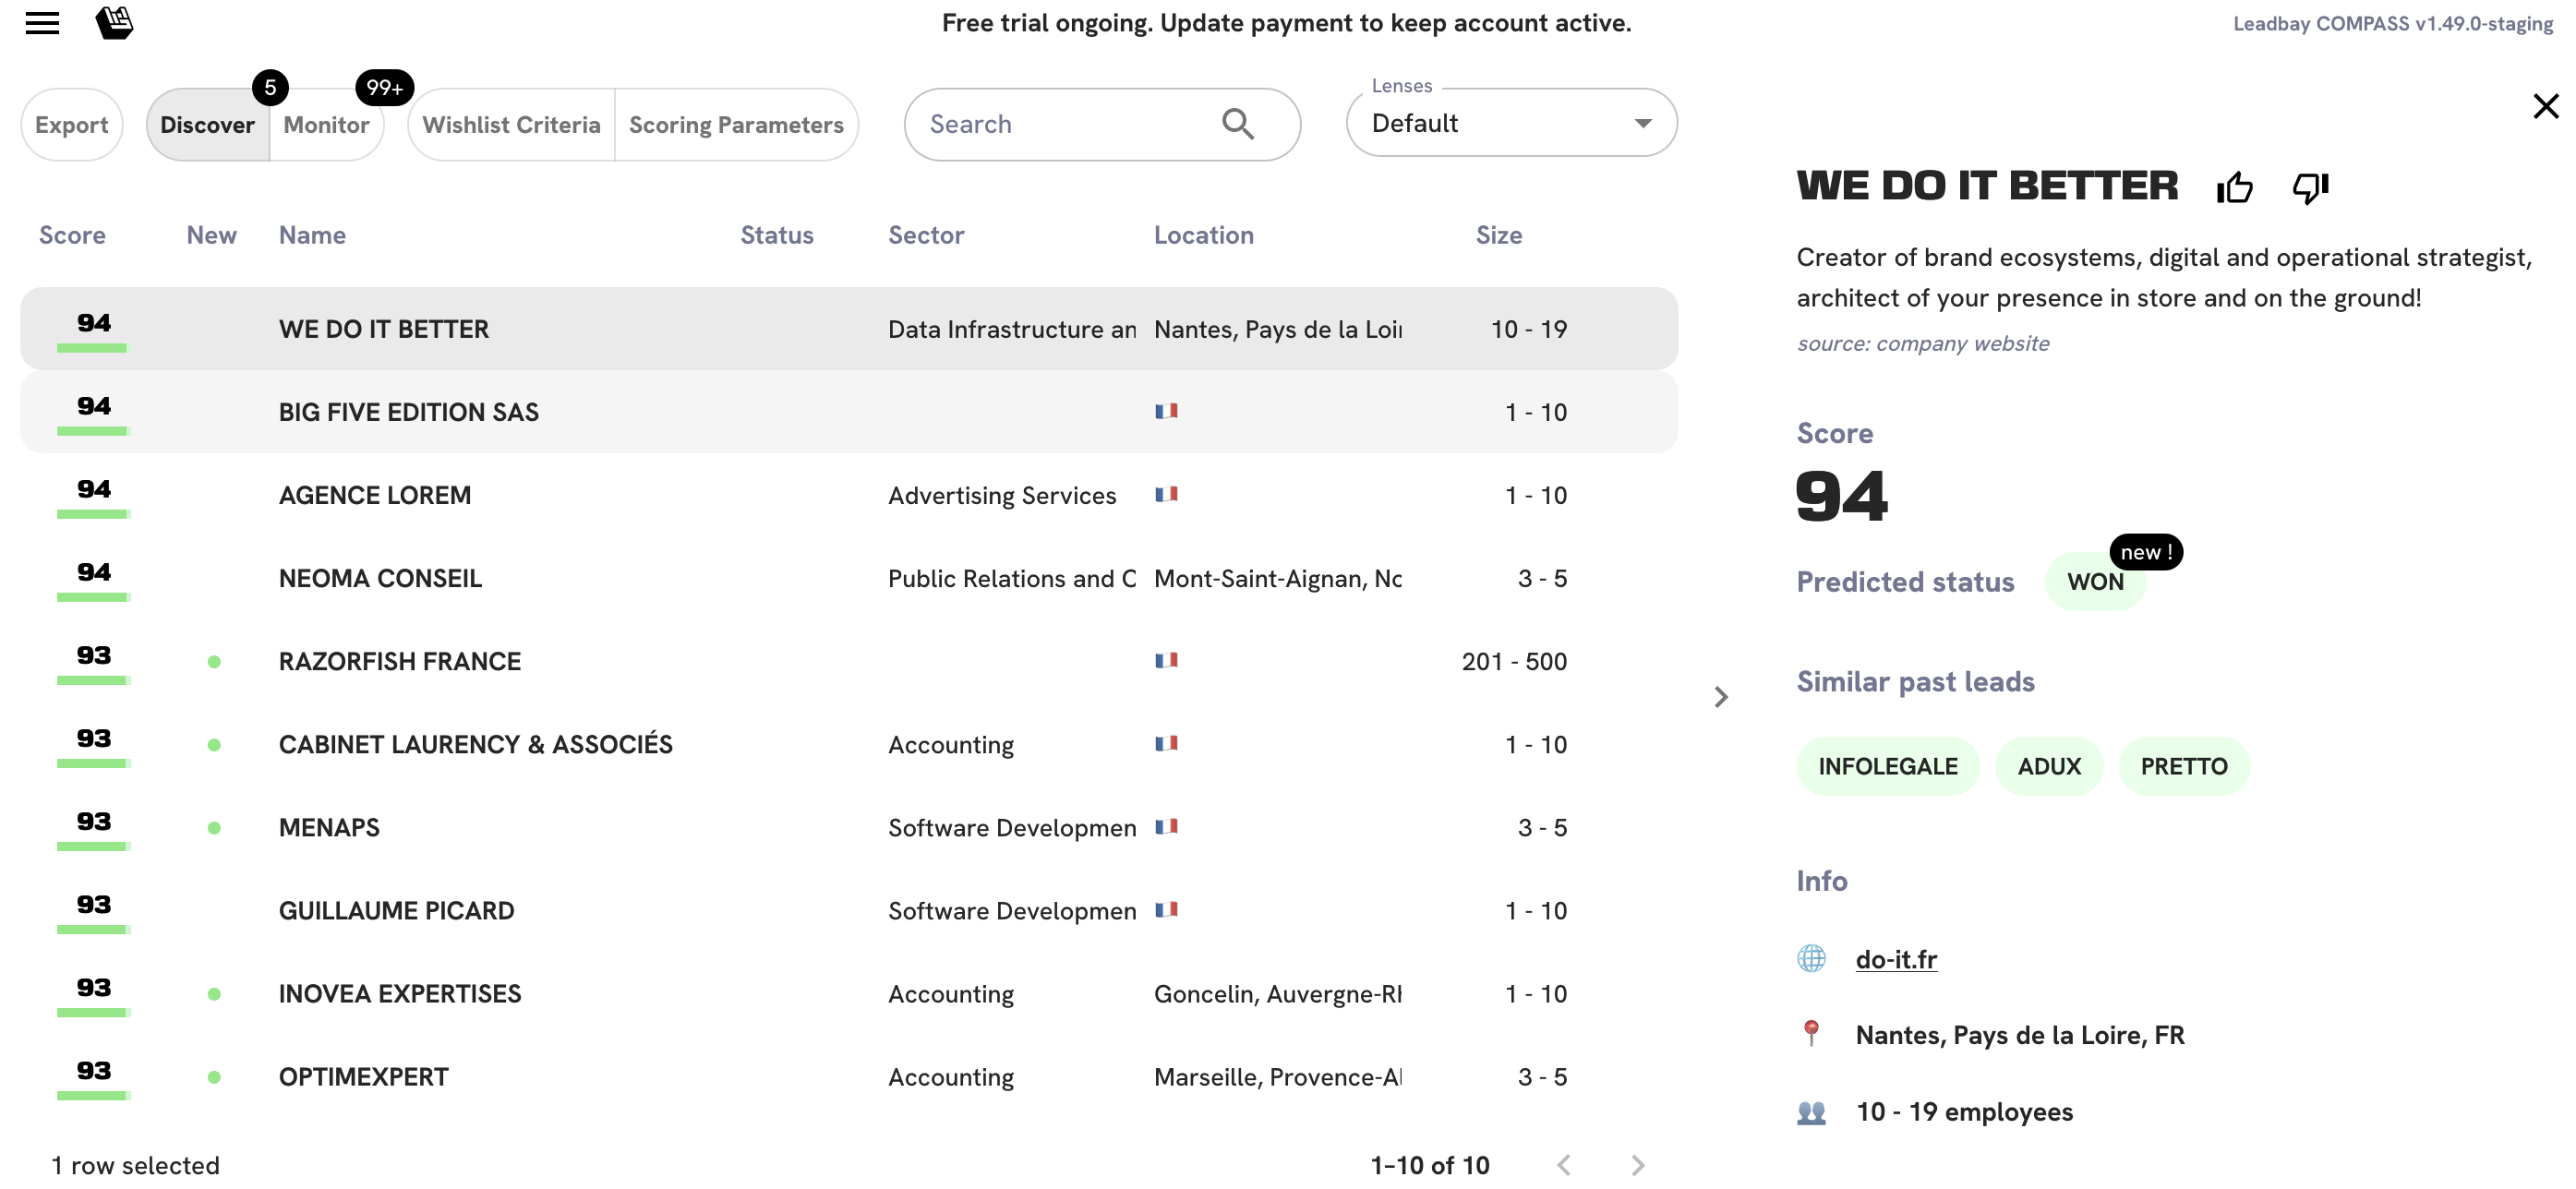 Free trial ongoing. Update payment to keep account active.
Leadbay COMPASS v1.49.0-staging
Export
Discover
5
Monitor
99+
Wishlist Criteria
Scoring Parameters
Search
Lenses
Default
Score New Name Status Sector Location Size
94 WE DO IT BETTER Data Infrastructure an Nantes, Pays de la Loi 10 - 19
94 BIG FIVE EDITION SAS 1 - 10
94 AGENCE LOREM Advertising Services 1 - 10
94 NEOMA CONSEIL Public Relations and C Mont-Saint-Aignan, No 3 - 5
93 RAZORFISH FRANCE 201 - 500
93 CABINET LAURENCY & ASSOCIÉS Accounting 1 - 10
93 MENAPS Software Developmen 3 - 5
93 GUILLAUME PICARD Software Developmen 1 - 10
93 INOVEA EXPERTISES Accounting Goncelin, Auvergne-Rh 1 - 10
93 OPTIMEXPERT Accounting Marseille, Provence-Al 3 - 5
1 row selected
1–10 of 10
WE DO IT BETTER
Creator of brand ecosystems, digital and operational strategist,
architect of your presence in store and on the ground!
source: company website
Score
94
new !
Predicted status WON
Similar past leads
INFOLEGALE ADUX PRETTO
Info
do-it.fr
Nantes, Pays de la Loire, FR
10 - 19 employees